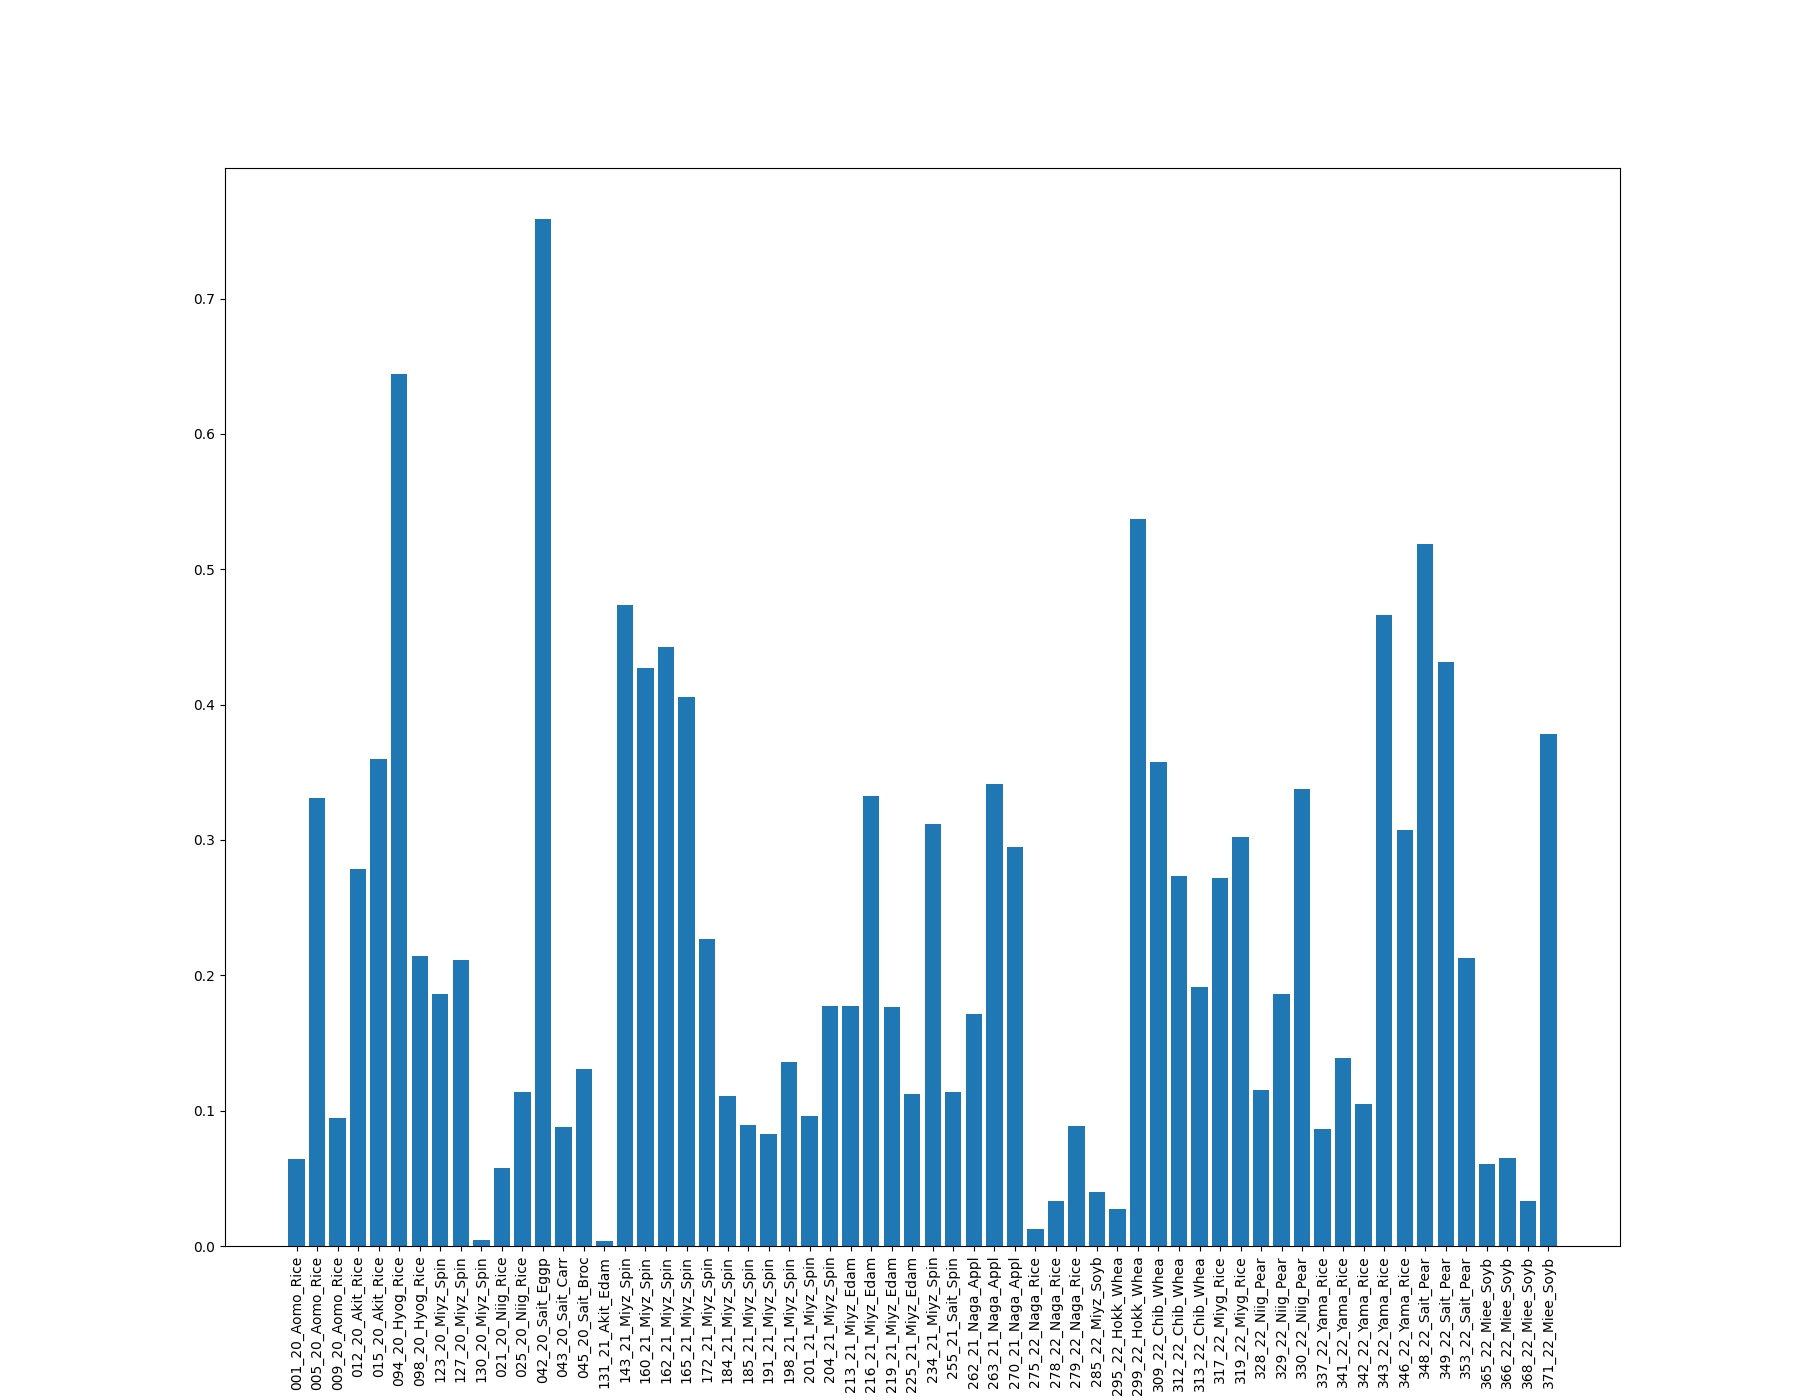 0.7
0.6
0.5
0.4
0.3
0.2
0.1
0.0
001_20_Aomo_Rice
005_20_Aomo_Rice
009_20_Aomo_Rice
012_20_Akit_Rice
015_20_Akit_Rice
094_20_Hyog_Rice
098_20_Hyog_Rice
123_20_Miyz_Spin
127_20_Miyz_Spin
130_20_Miyz_Spin
021_20_Niig_Rice
025_20_Niig_Rice
042_20_Sait_Eggp
043_20_Sait_Carr
045_20_Sait_Broc
131_21_Akit_Edam
143_21_Miyz_Spin
160_21_Miyz_Spin
162_21_Miyz_Spin
165_21_Miyz_Spin
172_21_Miyz_Spin
184_21_Miyz_Spin
185_21_Miyz_Spin
191_21_Miyz_Spin
198_21_Miyz_Spin
201_21_Miyz_Spin
204_21_Miyz_Spin
213_21_Miyz_Edam
216_21_Miyz_Edam
219_21_Miyz_Edam
225_21_Miyz_Edam
234_21_Miyz_Spin
255_21_Sait_Spin
262_21_Naga_Appl
263_21_Naga_Appl
270_21_Naga_Appl
275_22_Naga_Rice
278_22_Naga_Rice
279_22_Naga_Rice
285_22_Miyz_Soyb
295_22_Hokk_Whea
299_22_Hokk_Whea
309_22_Chib_Whea
312_22_Chib_Whea
313_22_Chib_Whea
317_22_Miyg_Rice
319_22_Miyg_Rice
328_22_Niig_Pear
329_22_Niig_Pear
330_22_Niig_Pear
337_22_Yama_Rice
341_22_Yama_Rice
342_22_Yama_Rice
343_22_Yama_Rice
346_22_Yama_Rice
348_22_Sait_Pear
349_22_Sait_Pear
353_22_Sait_Pear
365_22_Miee_Soyb
366_22_Miee_Soyb
368_22_Miee_Soyb
371_22_Miee_Soyb